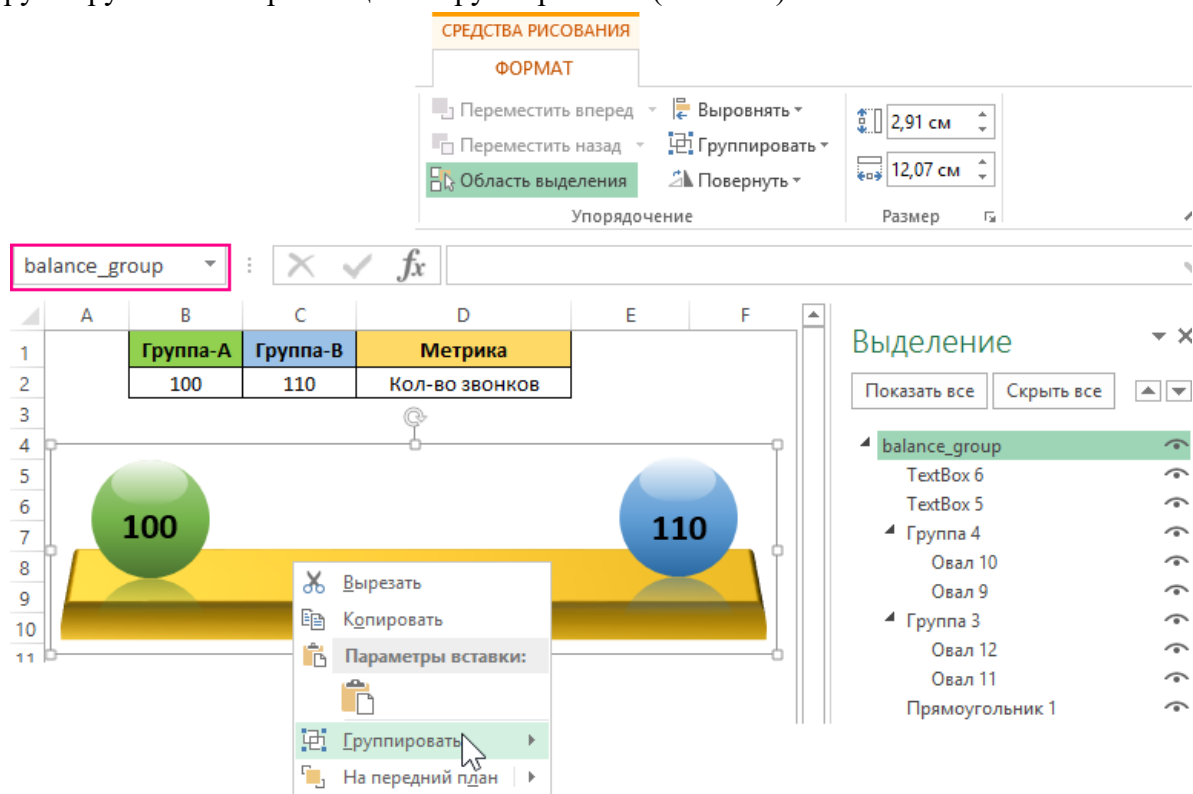 СРЕДСТВА РИСОВАНИЯ
ФОРМАТ
Переместить вперед
Выровнять
2,91 см
Переместить назад
Группировать
Область выделения
Повернуть
12,07 см
Упорядочение
Размер
balance_group
fx
A B C D E F
1 Группа-А Группа-В Метрика
2 100 110 Кол-во звонков
3
4
5
6
7
8
9
10
11
100
110
Вырезать
Копировать
Параметры вставки:
Группировать
На передний план
Выделение
Показать все
Скрыть все
balance_group
TextBox 6
TextBox 5
Группа 4
Овал 10
Овал 9
Группа 3
Овал 12
Овал 11
Прямоугольник 1